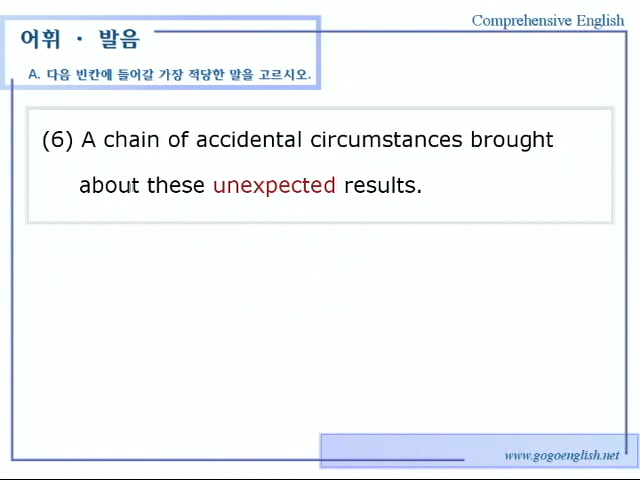 Comprehensive English
어휘 · 발음
A. 다음 빈칸에 들어갈 가장 적당한 말을 고르시오.
(6) A chain of accidental circumstances brought
about these unexpected results.
www.gogoenglish.net